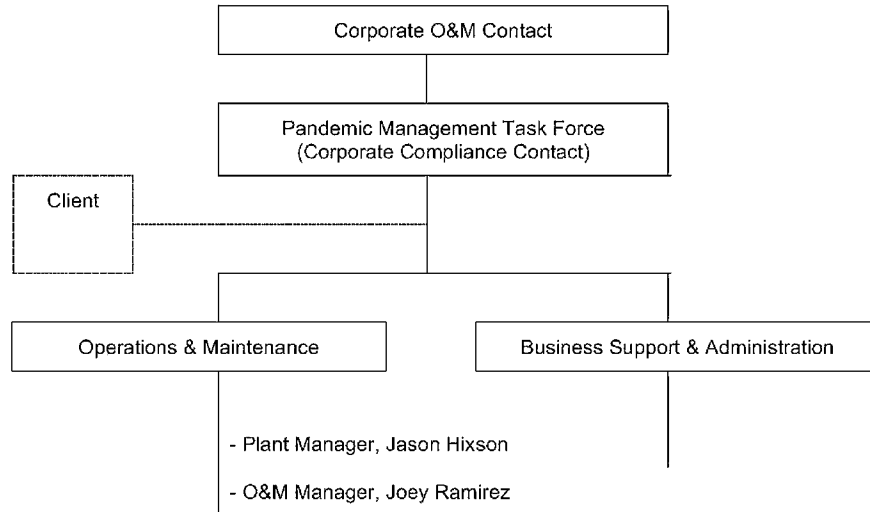 Corporate O&M Contact
Pandemic Management Task Force
(Corporate Compliance Contact)
Client
Operations & Maintenance
Business Support & Administration
- Plant Manager, Jason Hixson
- O&M Manager, Joey Ramirez